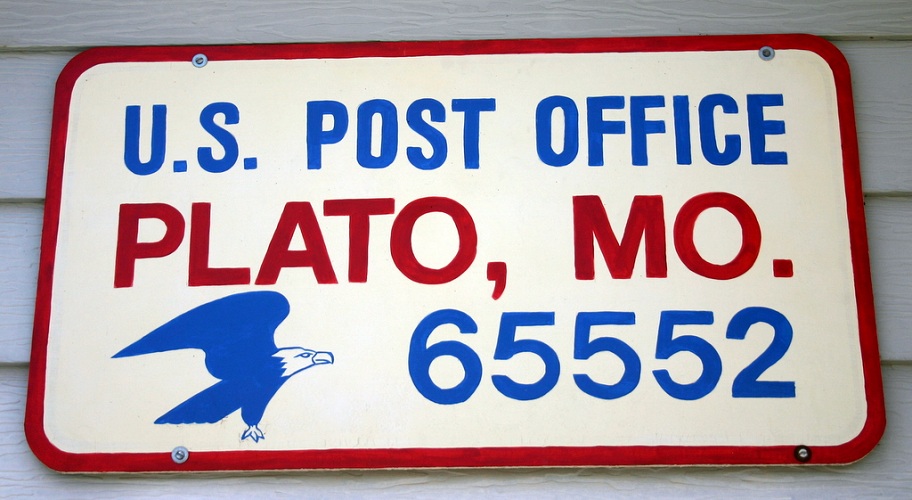 U.S. POST OFFICE
PLATO, MO.
65552